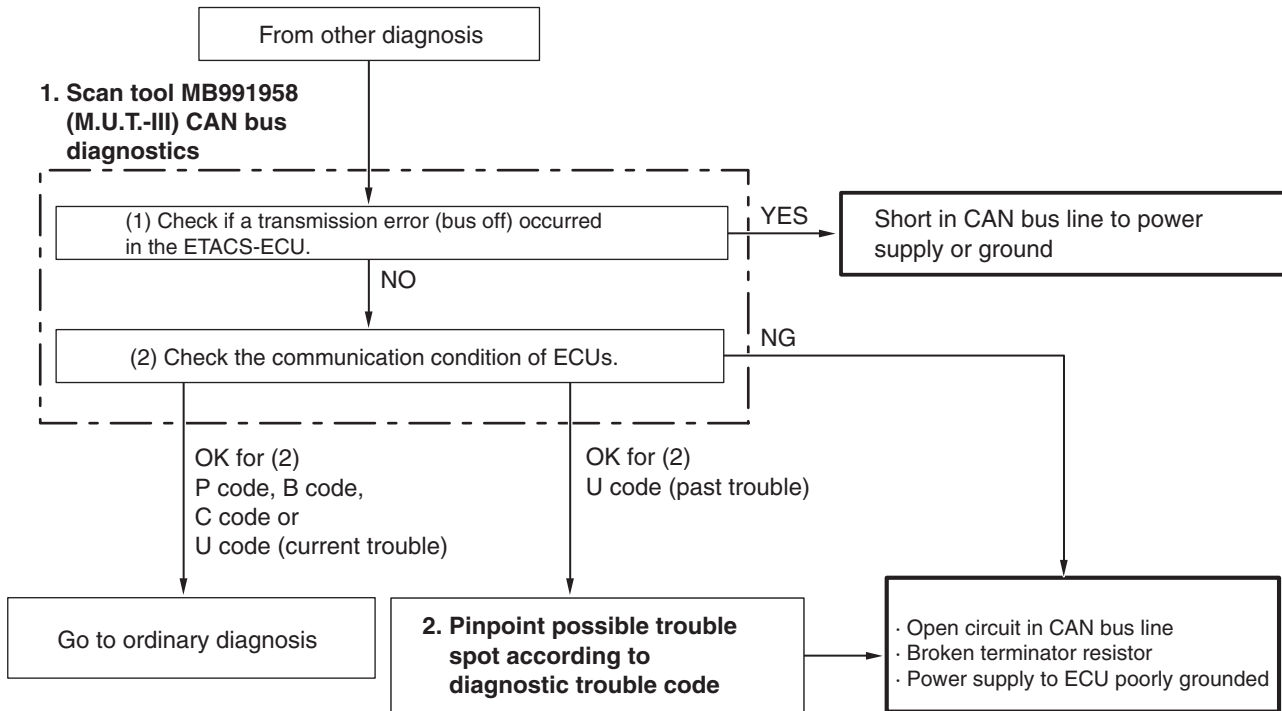 From other diagnosis
1. Scan tool MB991958
(M.U.T.-III) CAN bus
diagnostics
(1) Check if a transmission error (bus off) occurred
in the ETACS-ECU.
YES
Short in CAN bus line to power
supply or ground
NO
(2) Check the communication condition of ECUs.
NG
OK for (2)
P code, B code,
C code or
U code (current trouble)
OK for (2)
U code (past trouble)
Go to ordinary diagnosis
2. Pinpoint possible trouble
spot according to
diagnostic trouble code
· Open circuit in CAN bus line
· Broken terminator resistor
· Power supply to ECU poorly grounded